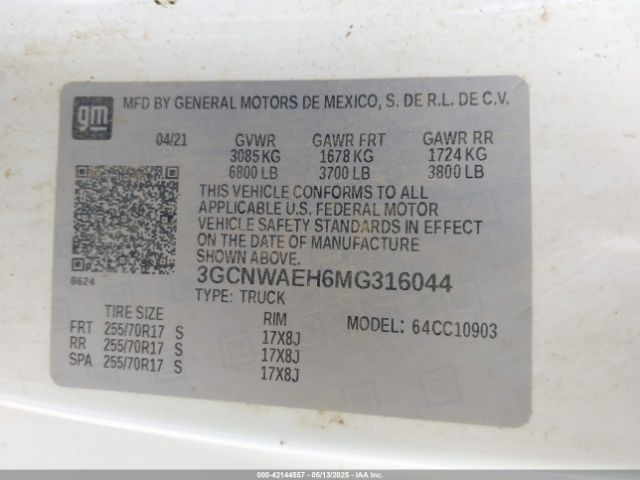 gm
MFD BY GENERAL MOTORS DE MEXICO, S. DE R.L. DE C.V.
04/21 GVWR GAWR FRT GAWR RR
3085 KG 1678 KG 1724 KG
6800 LB 3700 LB 3800 LB
THIS VEHICLE CONFORMS TO ALL
APPLICABLE U.S. FEDERAL MOTOR
VEHICLE SAFETY STANDARDS IN EFFECT
ON THE DATE OF MANUFACTURE
SHOWN ABOVE.
8624
3GCNWAEH6MG316044
TYPE: TRUCK
TIRE SIZE RIM MODEL: 64CC10903
FRT 255/70R17 S 17X8J
RR 255/70R17 S 17X8J
SPA 255/70R17 S 17X8J
000-42144557 - 05/13/2025 - IAAI.COM